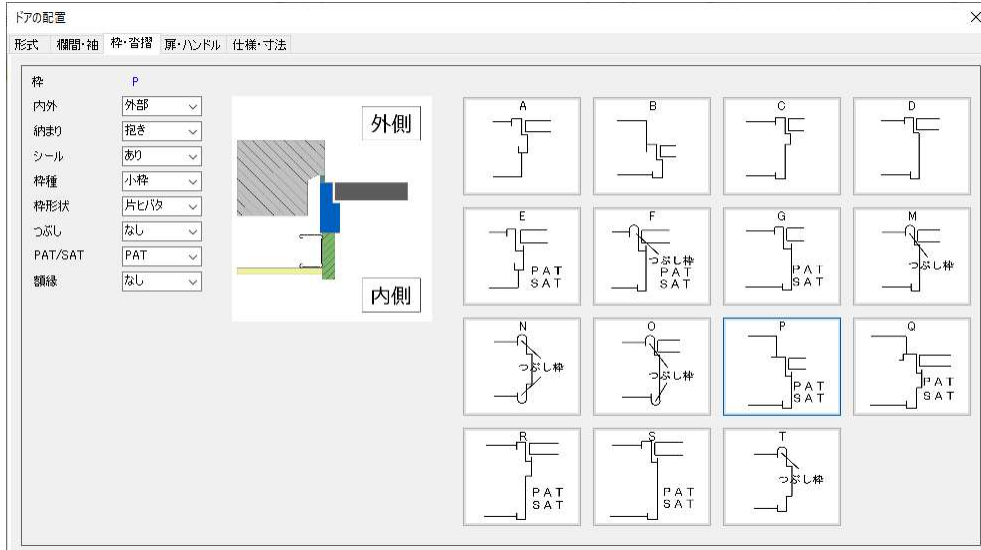 ドアの配置
形式 欄間・袖 枠・沓摺 扉・ハンドル 仕様・寸法
枠 P
内外 外部
納まり 抱き
シール あり
枠種 小枠
枠形状 片ヒバタ
つぶし なし
PAT/SAT PAT
額縁 なし
外側
内側
A B C D
E
PAT
SAT
F
つぶし枠
PAT
SAT
G
PAT
SAT
M
つぶし枠
N
つぶし枠
O
つぶし枠
P
PAT
SAT
Q
PAT
SAT
R
PAT
SAT
S
PAT
SAT
T
つぶし枠